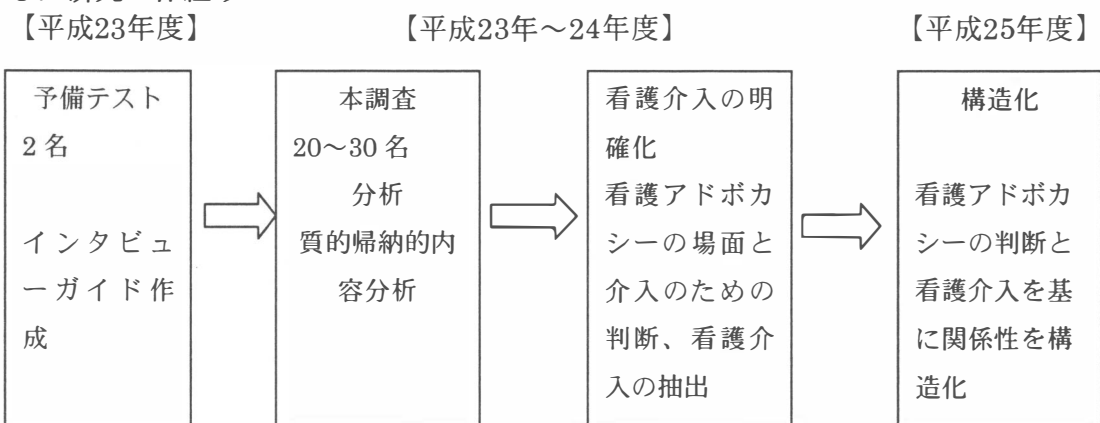 【平成23年度】
【平成23年～24年度】
【平成25年度】
予備テスト
2名
インタビュ
ーガイド作
成
本調査
20～30名
分析
質的帰納的内
容分析
看護介入の明
確化
看護アドボカ
シーの場面と
介入のための
判断、看護介
入の抽出
構造化
看護アドボカ
シーの判断と
看護介入を基
に関係性を構
造化